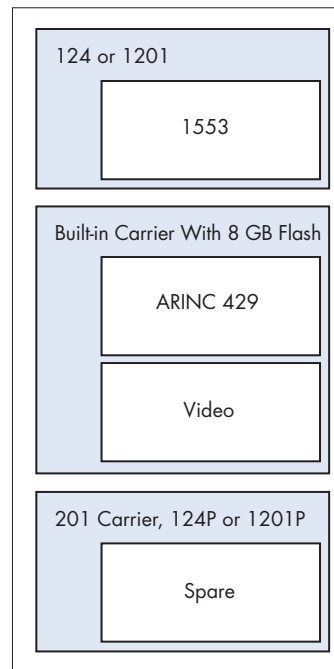 124 or 1201
1553
Built-in Carrier With 8 GB Flash
ARINC 429
Video
201 Carrier, 124P or 1201P
Spare